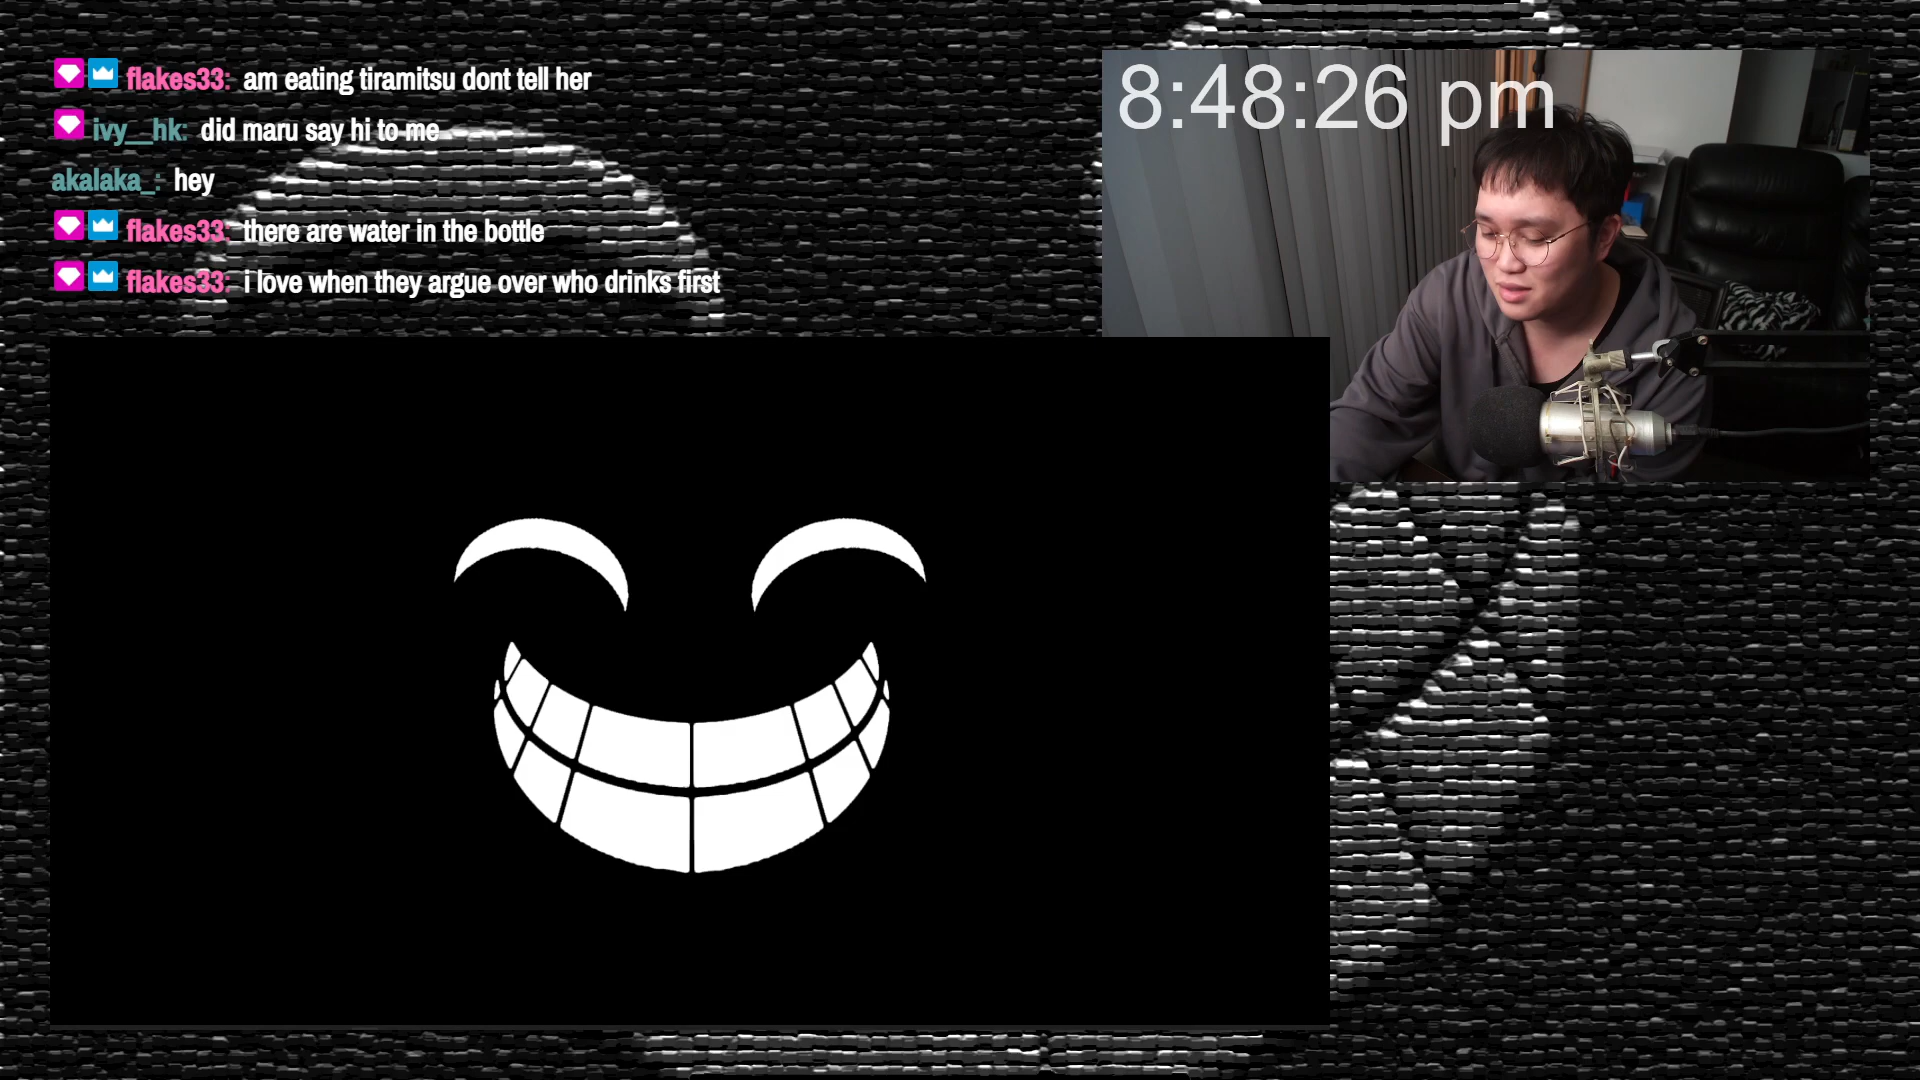 flakes33: am eating tiramitsu dont tell her
ivy__hk: did maru say hi to me
akalaka_: hey
flakes33: there are water in the bottle
flakes33: i love when they argue over who drinks first
8:48:26 pm